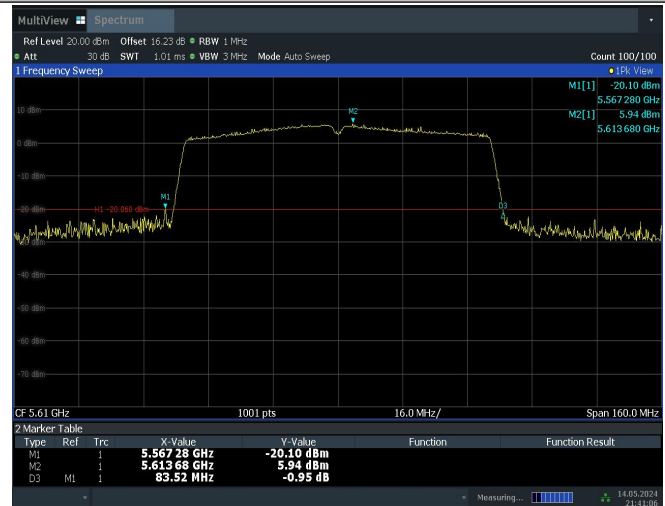 MultiView Spectrum
Ref Level 20.00 dBm Offset 16.23 dB RBW 1 MHz
Att 30 dB SWT 1.01 ms VBW 3 MHz Mode Auto Sweep Count 100/100
1 Frequency Sweep 1Pk View
M1[1] -20.10 dBm
5.567280 GHz
M2[1] 5.94 dBm
5.613680 GHz
M2
10 dBm
0 dBm
-10 dBm
M1
-20 dBm
H1 -20.060 dBm
D3
-30 dBm
-40 dBm
-50 dBm
-60 dBm
-70 dBm
CF 5.61 GHz 1001 pts 16.0 MHz/ Span 160.0 MHz
2 Marker Table
Type Ref Trc X-Value Y-Value Function Function Result
M1 1 5.567 28 GHz -20.10 dBm
M2 1 5.613 68 GHz 5.94 dBm
D3 M1 1 83.52 MHz -0.95 dB
Measuring... 14.05.2024
21:41:06